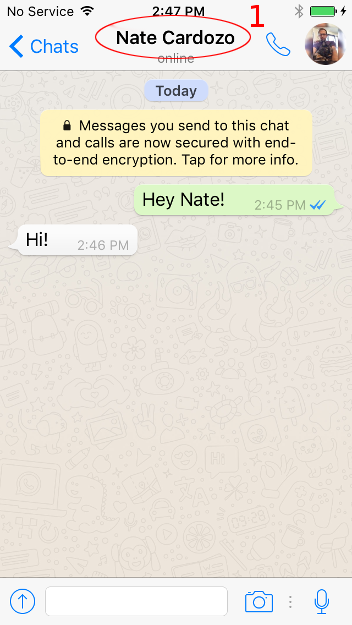 No Service 2:47 PM
1
Chats
Nate Cardozo
online
Today
Messages you send to this chat
and calls are now secured with end-
to-end encryption. Tap for more info.
Hey Nate!
2:45 PM
Hi!
2:46 PM